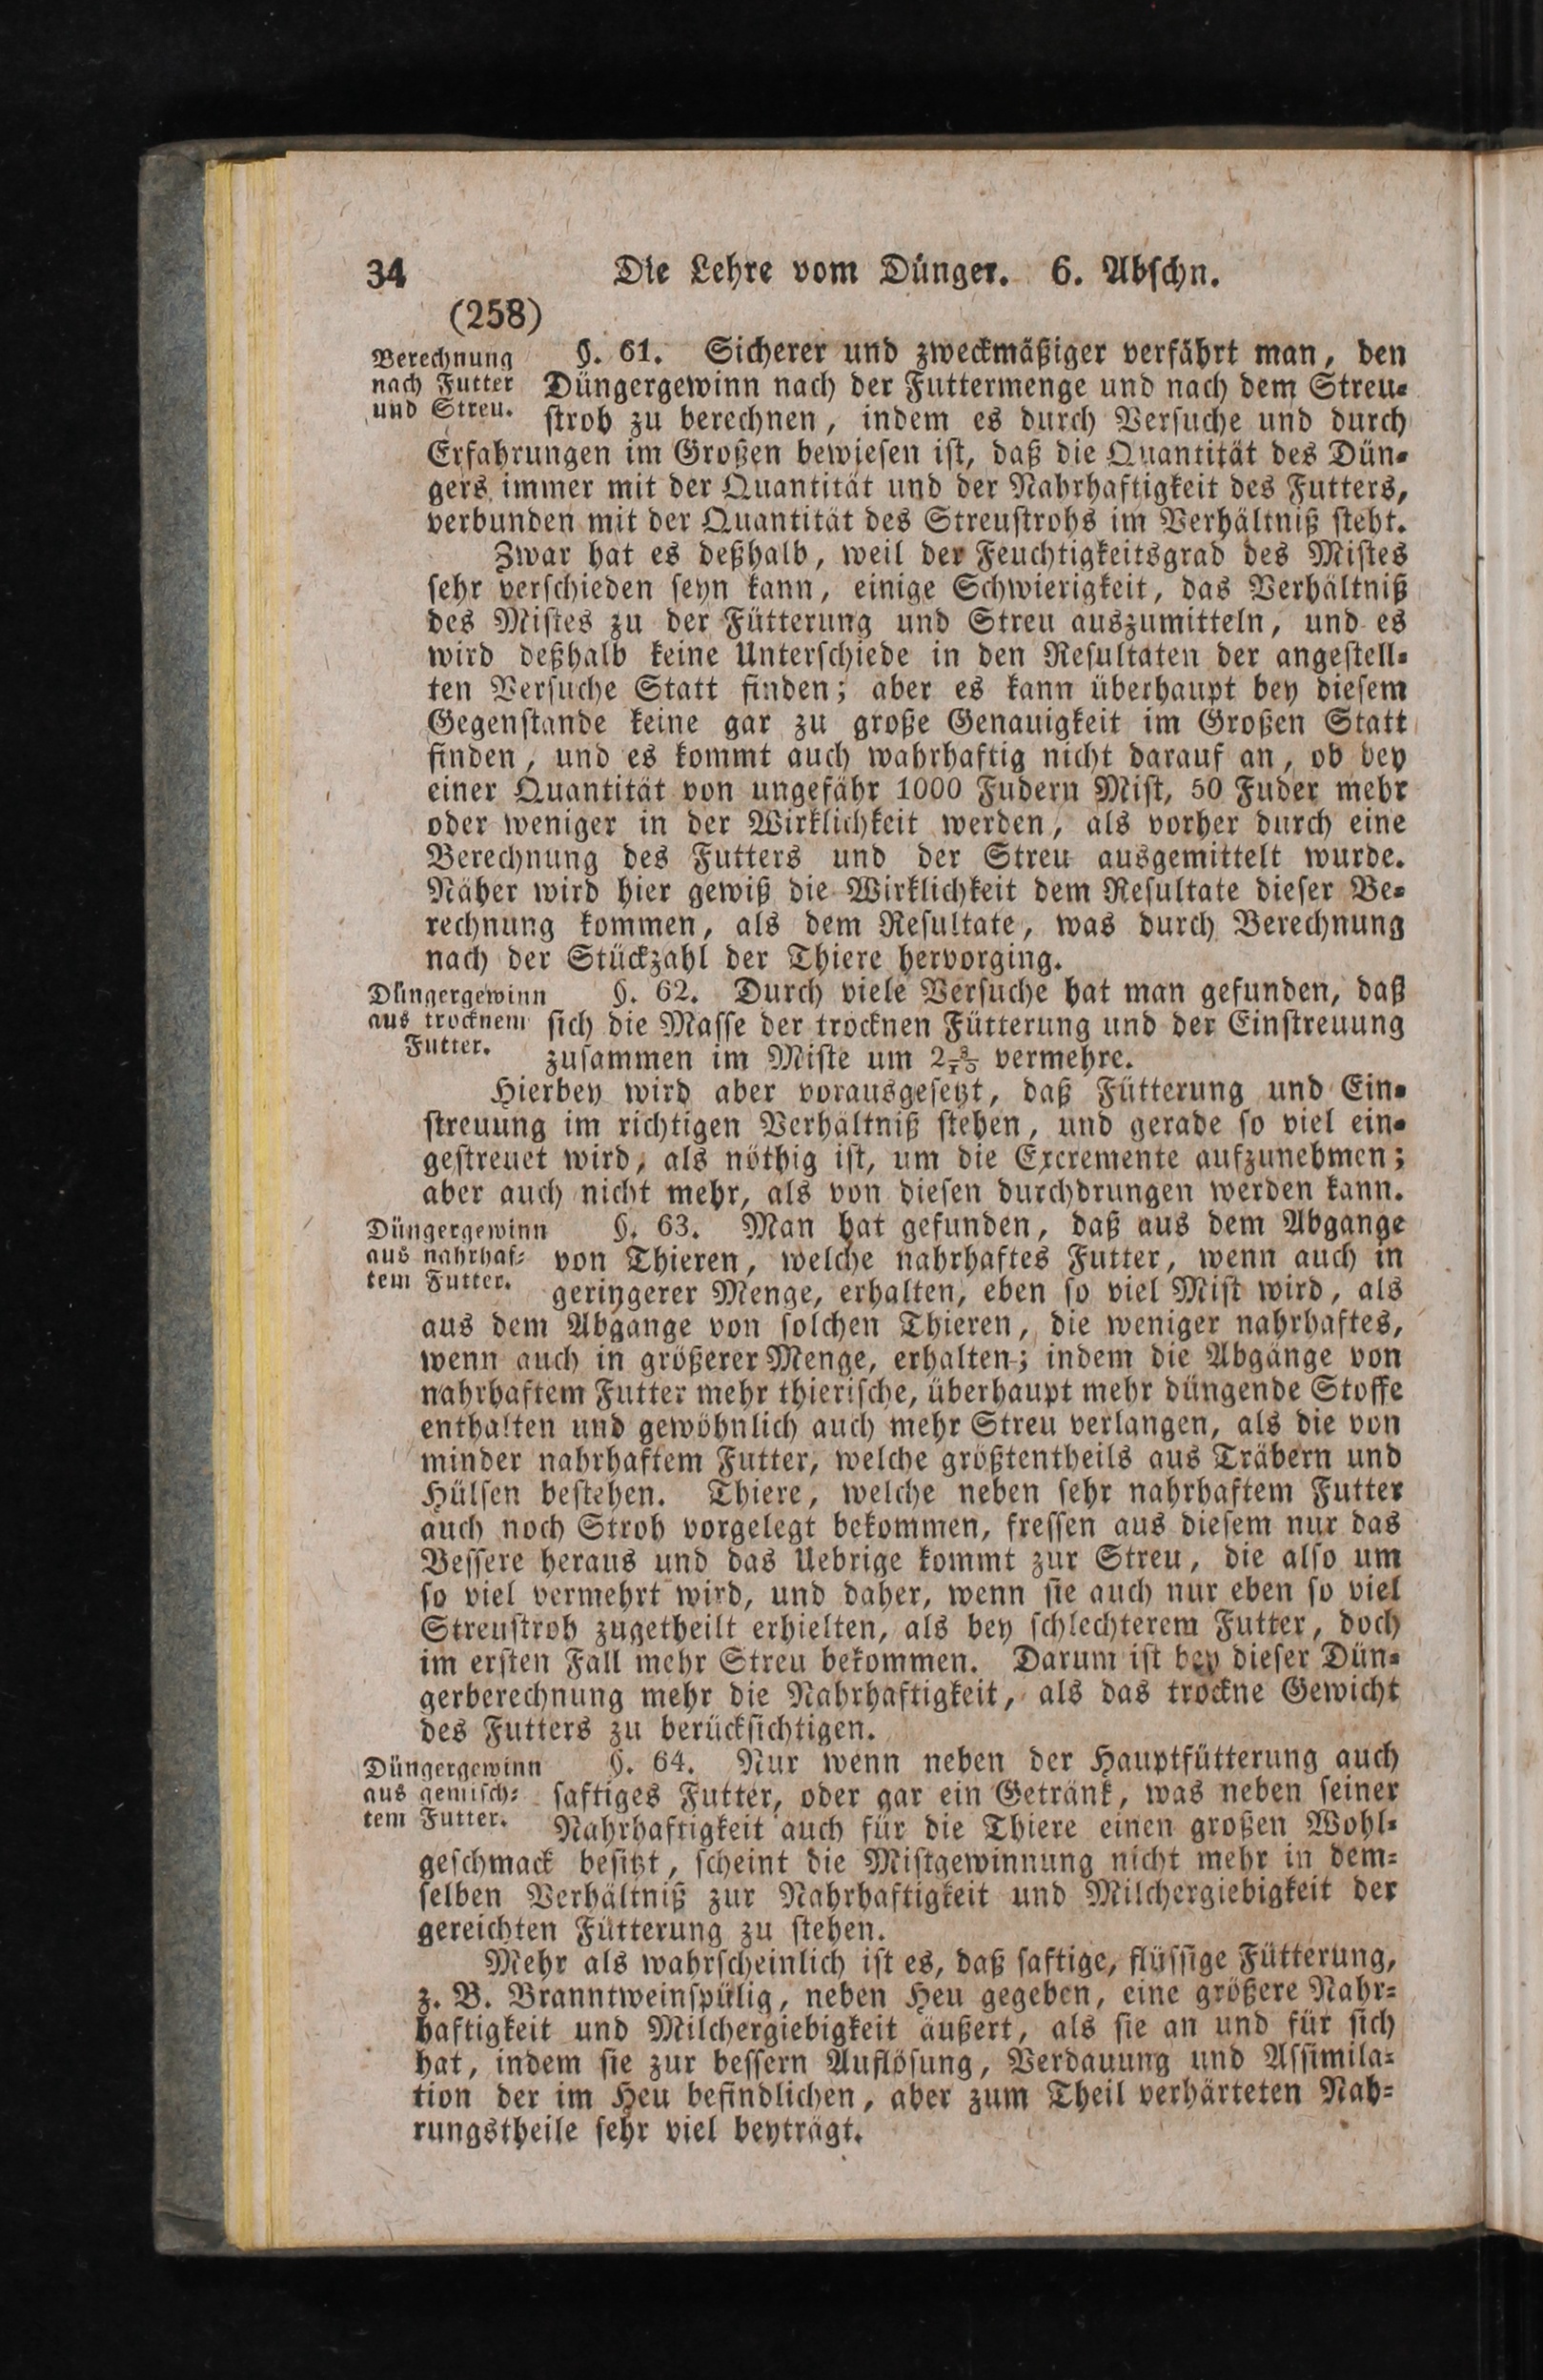 34 Die Lehre vom Dünger. 6. Abschn.
(258)
Berechnung
nach Futter
und Streu.
§. 61. Sicherer und zweckmäßiger verfährt man, den
Düngergewinn nach der Futtermenge und nach dem Streu-
stroh zu berechnen, indem es durch Versuche und durch
Erfahrungen im Großen bewiesen ist, daß die Quantität des Dün-
gers immer mit der Quantität und der Nahrhaftigkeit des Futters,
verbunden mit der Quantität des Streustrohs im Verhältniß steht.
Zwar hat es deßhalb, weil der Feuchtigkeitsgrad des Mistes
sehr verschieden seyn kann, einige Schwierigkeit, das Verhältniß
des Mistes zu der Fütterung und Streu auszumitteln, und es
wird deßhalb keine Unterschiede in den Resultaten der angestell-
ten Versuche Statt finden; aber es kann überhaupt bey diesem
Gegenstande keine gar zu große Genauigkeit im Großen Statt
finden, und es kommt auch wahrhaftig nicht darauf an, ob bey
einer Quantität von ungefähr 1000 Fudern Mist, 50 Fuder mehr
oder weniger in der Wirklichkeit werden, als vorher durch eine
Berechnung des Futters und der Streu ausgemittelt wurde.
Näher wird hier gewiß die Wirklichkeit dem Resultate dieser Be-
rechnung kommen, als dem Resultate, was durch Berechnung
nach der Stückzahl der Thiere hervorging.
Düngergewinn
aus trocknem
Futter.
§. 62. Durch viele Versuche hat man gefunden, daß
sich die Masse der trocknen Fütterung und der Einstreuung
zusammen im Miste um 2 3/10 vermehre.
Hierbey wird aber vorausgesetzt, daß Fütterung und Ein-
streuung im richtigen Verhältniß stehen, und gerade so viel ein-
gestreuet wird, als nöthig ist, um die Excremente aufzunehmen;
aber auch nicht mehr, als von diesen durchdrungen werden kann.
Düngergewinn
aus nahrhaf-
tem Futter.
§. 63. Man hat gefunden, daß aus dem Abgange
von Thieren, welche nahrhaftes Futter, wenn auch in
geringerer Menge, erhalten, eben so viel Mist wird, als
aus dem Abgange von solchen Thieren, die weniger nahrhaftes,
wenn auch in größerer Menge, erhalten; indem die Abgänge von
nahrhaftem Futter mehr thierische, überhaupt mehr düngende Stoffe
enthalten und gewöhnlich auch mehr Streu verlangen, als die von
minder nahrhaftem Futter, welche größtentheils aus Träbern und
Hülsen bestehen. Thiere, welche neben sehr nahrhaftem Futter
auch noch Stroh vorgelegt bekommen, fressen aus diesem nur das
Bessere heraus und das Uebrige kommt zur Streu, die also um
so viel vermehrt wird, und daher, wenn sie auch nur eben so viel
Streustroh zugetheilt erhielten, als bey schlechterem Futter, doch
im ersten Fall mehr Streu bekommen. Darum ist bey dieser Dün-
gerberechnung mehr die Nahrhaftigkeit, als das trockne Gewicht
des Futters zu berücksichtigen.
Düngergewinn
aus gemisch-
tem Futter.
§. 64. Nur wenn neben der Hauptfütterung auch
saftiges Futter, oder gar ein Getränk, was neben seiner
Nahrhaftigkeit auch für die Thiere einen großen Wohl-
geschmack besitzt, scheint die Mistgewinnung nicht mehr in dem-
selben Verhältniß zur Nahrhaftigkeit und Milchergiebigkeit der
gereichten Fütterung zu stehen.
Mehr als wahrscheinlich ist es, daß saftige, flüssige Fütterung,
z. B. Branntweinspülig, neben Heu gegeben, eine größere Nahr-
haftigkeit und Milchergiebigkeit äußert, als sie an und für sich
hat, indem sie zur bessern Auflösung, Verdauung und Assimila-
tion der im Heu befindlichen, aber zum Theil verhärteten Nah-
rungstheile sehr viel beyträgt.